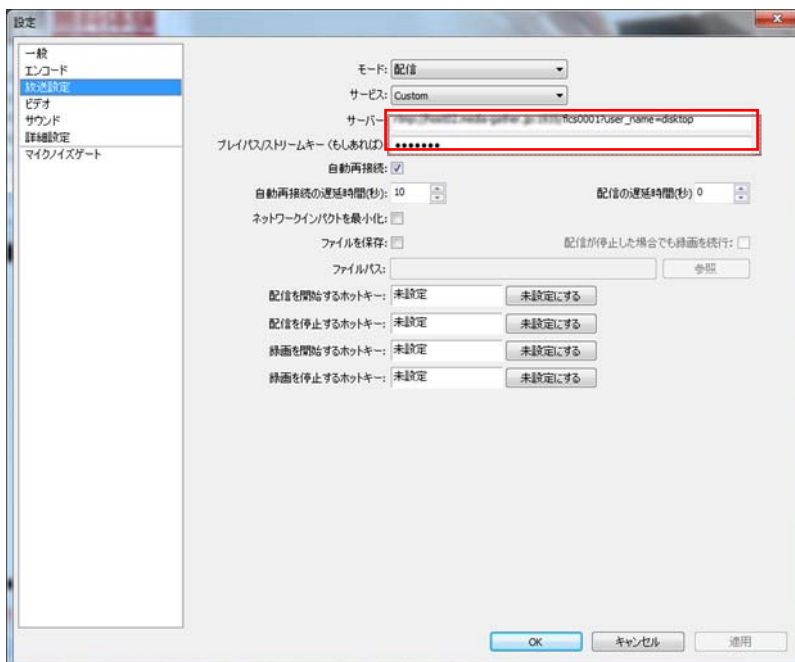 設定
一般
エンコード
放送設定
ビデオ
サウンド
詳細設定
マイクノイズゲート
モード: 配信
サービス: Custom
サーバー flcs0001?user_name=disktop
プレイパス/ストリームキー(もしあれば) •••••••
自動再接続:
自動再接続の遅延時間(秒): 10 配信の遅延時間(秒) 0
ネットワークインパクトを最小化:
ファイルを保存: 配信が停止した場合でも録画を続行:
ファイルパス: 参照
配信を開始するホットキー: 未設定 未設定にする
配信を停止するホットキー: 未設定 未設定にする
録画を開始するホットキー: 未設定 未設定にする
録画を停止するホットキー: 未設定 未設定にする
OK キャンセル 適用